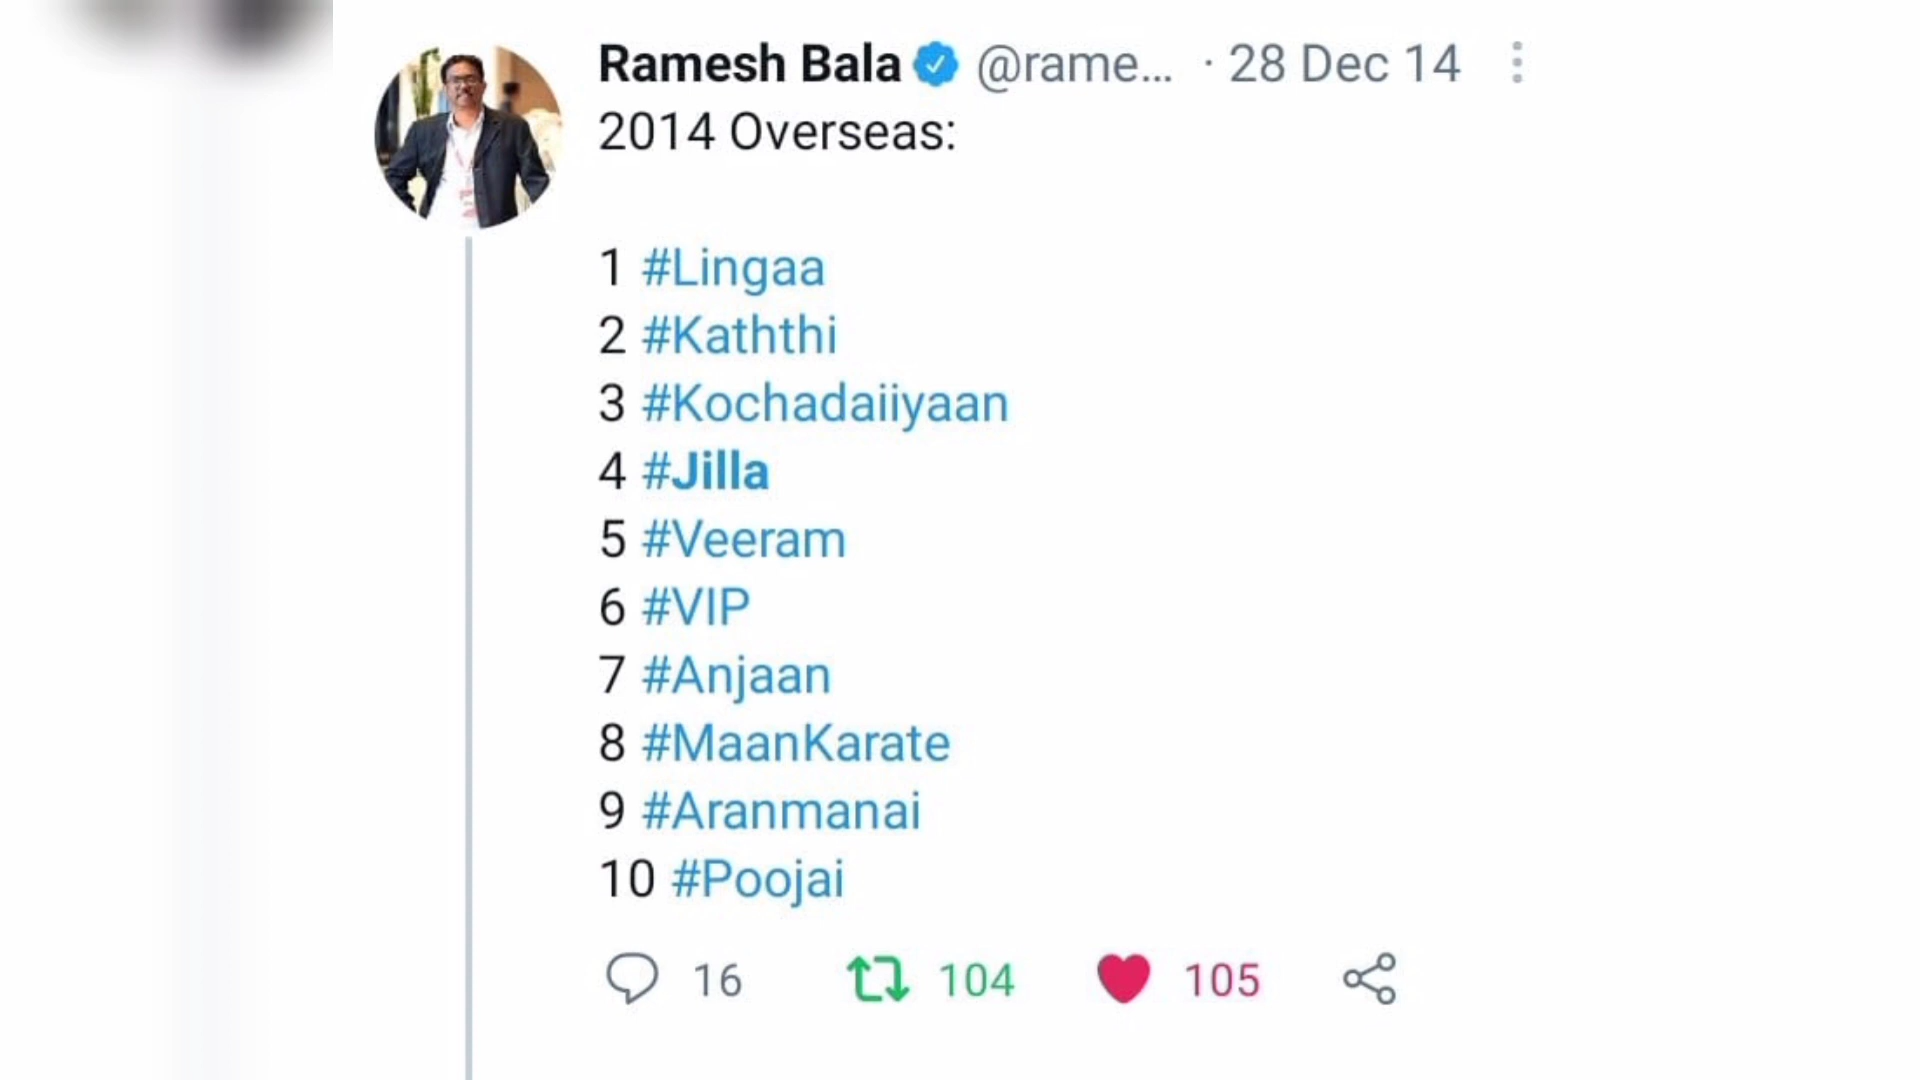 Ramesh Bala @rame... · 28 Dec 14
2014 Overseas:
1 #Lingaa
2 #Kaththi
3 #Kochadaiiyaan
4 #Jilla
5 #Veeram
6 #VIP
7 #Anjaan
8 #MaanKarate
9 #Aranmanai
10 #Poojai
16 104 105